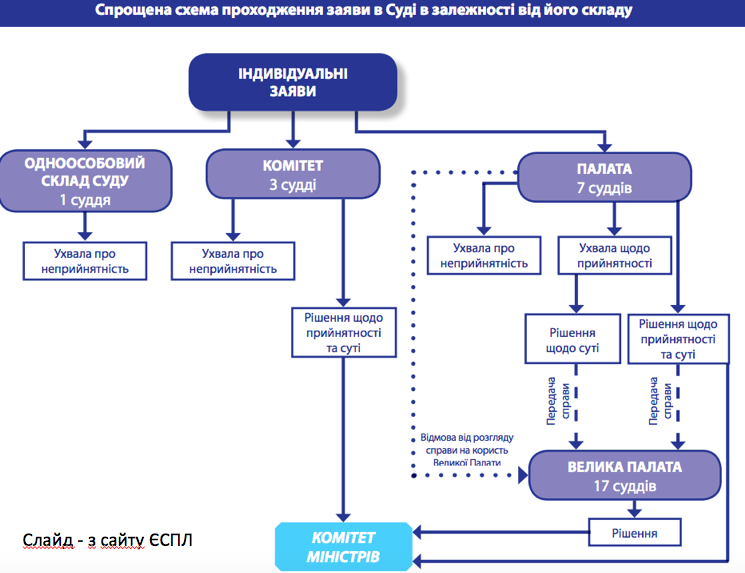 Спрощена схема проходження заяви в Суді в залежності від його складу
ІНДИВІДУАЛЬНІ
ЗАЯВИ
ОДНООСОБОВИЙ
СКЛАД СУДУ
1 суддя
КОМІТЕТ
3 судді
ПАЛАТА
7 суддів
Ухвала про
неприйнятність
Ухвала про
неприйнятність
Ухвала про
неприйнятність
Ухвала щодо
прийнятності
Рішення щодо
прийнятності
та суті
Рішення
щодо суті
Рішення щодо
прийнятності
та суті
Передача
справи
Передача
справи
Відмова від розгляду
справи на користь
Великої Палати
ВЕЛИКА ПАЛАТА
17 суддів
Рішення
КОМІТЕТ
МІНІСТРІВ
Слайд - з сайту ЄСПЛ